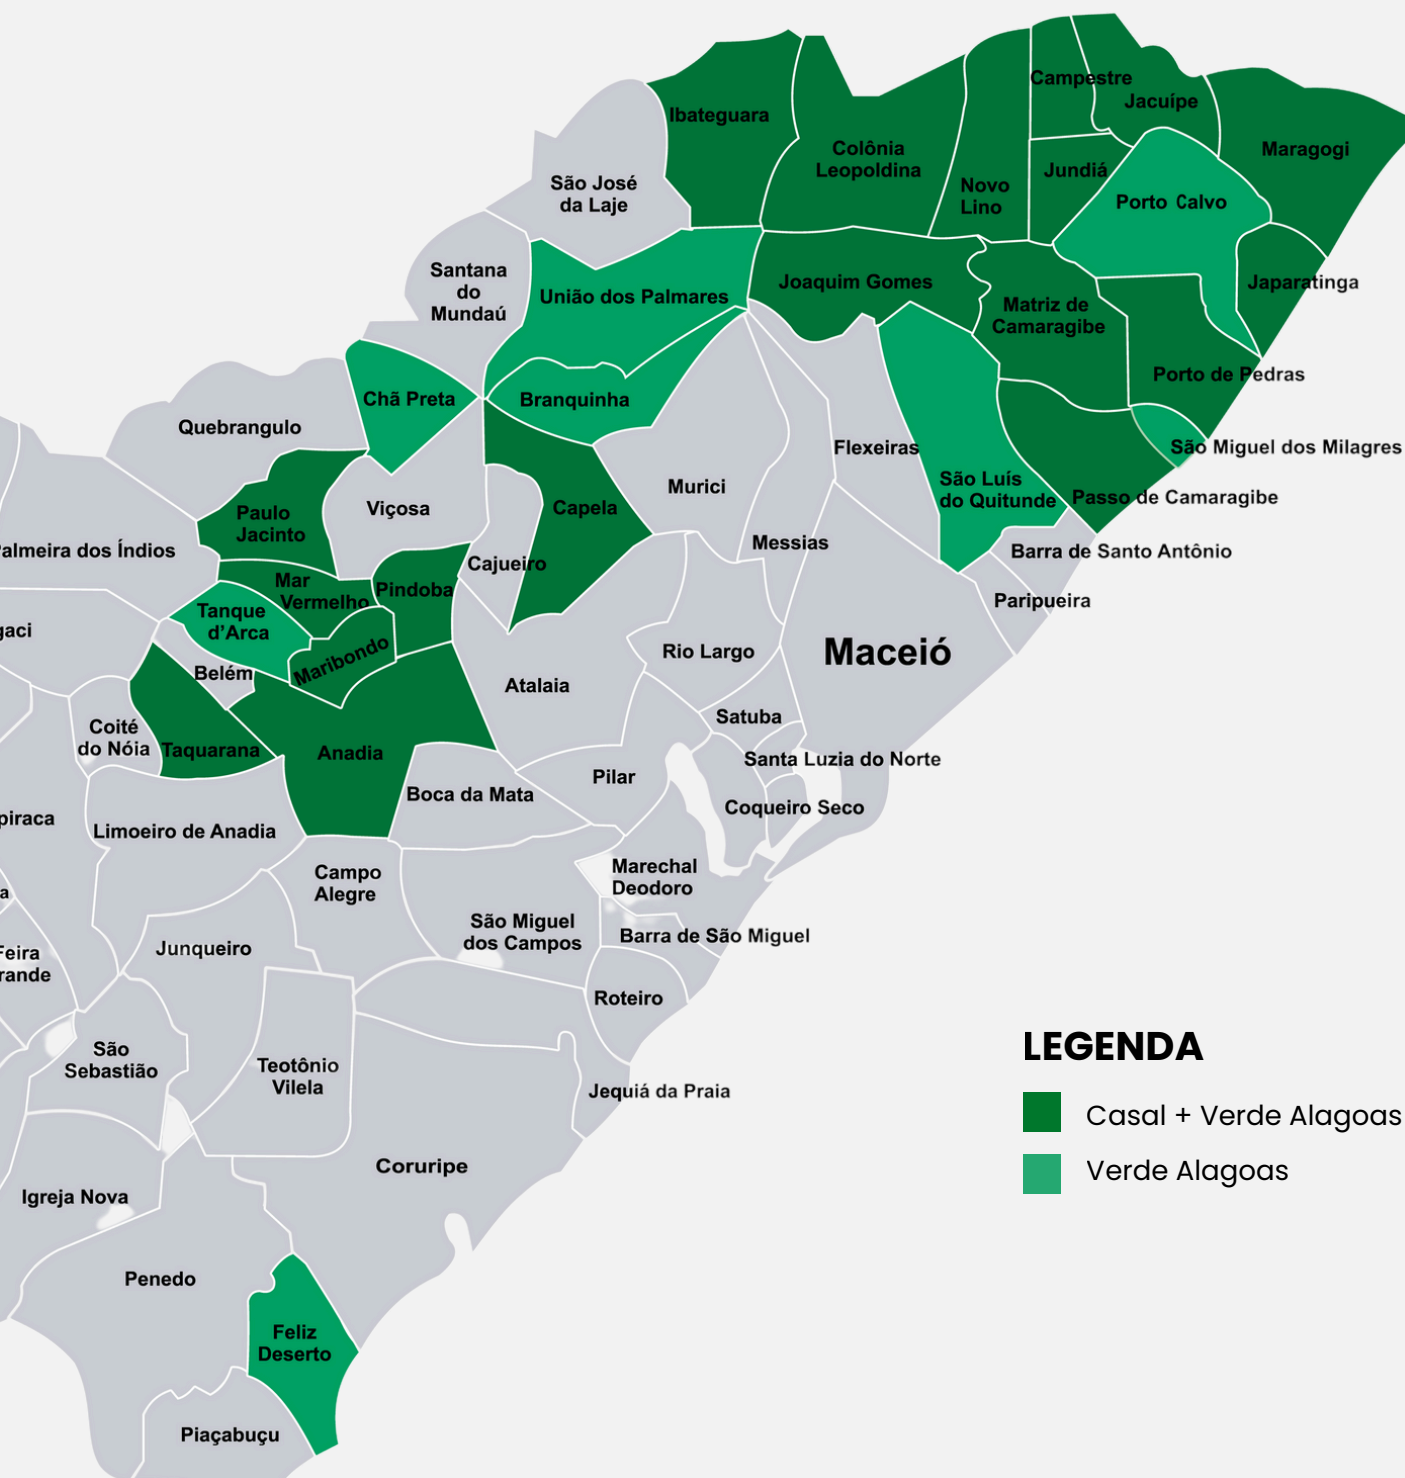 Campestre
Jacuípe
Ibateguara
Colônia
Leopoldina
Maragogi
São José
da Laje
Novo
Lino
Jundiá
Porto Calvo
Santana
do
Mundaú
União dos Palmares
Joaquim Gomes
Matriz de
Camaragibe
Japaratinga
Porto de Pedras
Chã Preta
Branquinha
Quebrangulo
Flexeiras
São Miguel dos Milagres
Murici
São Luís
do Quitunde
Passo de Camaragibe
Viçosa
Capela
Paulo
Jacinto
Messias
Barra de Santo Antônio
almeira dos Índios
Cajueiro
Mar
Vermelho
Pindoba
Paripueira
Tanque
d'Arca
gaci
Maribondo
Rio Largo
Maceió
Belém
Atalaia
Coité
do Nóia
Taquarana
Anadia
Satuba
Santa Luzia do Norte
Pilar
Boca da Mata
Coqueiro Seco
piraca
Limoeiro de Anadia
Campo
Alegre
Marechal
Deodoro
a
São Miguel
dos Campos
Barra de São Miguel
Junqueiro
Feira
rande
Roteiro
São
Sebastião
Teotônio
Vilela
Jequiá da Praia
Coruripe
Igreja Nova
Penedo
Feliz
Deserto
Piaçabuçu
LEGENDA
Casal + Verde Alagoas
Verde Alagoas